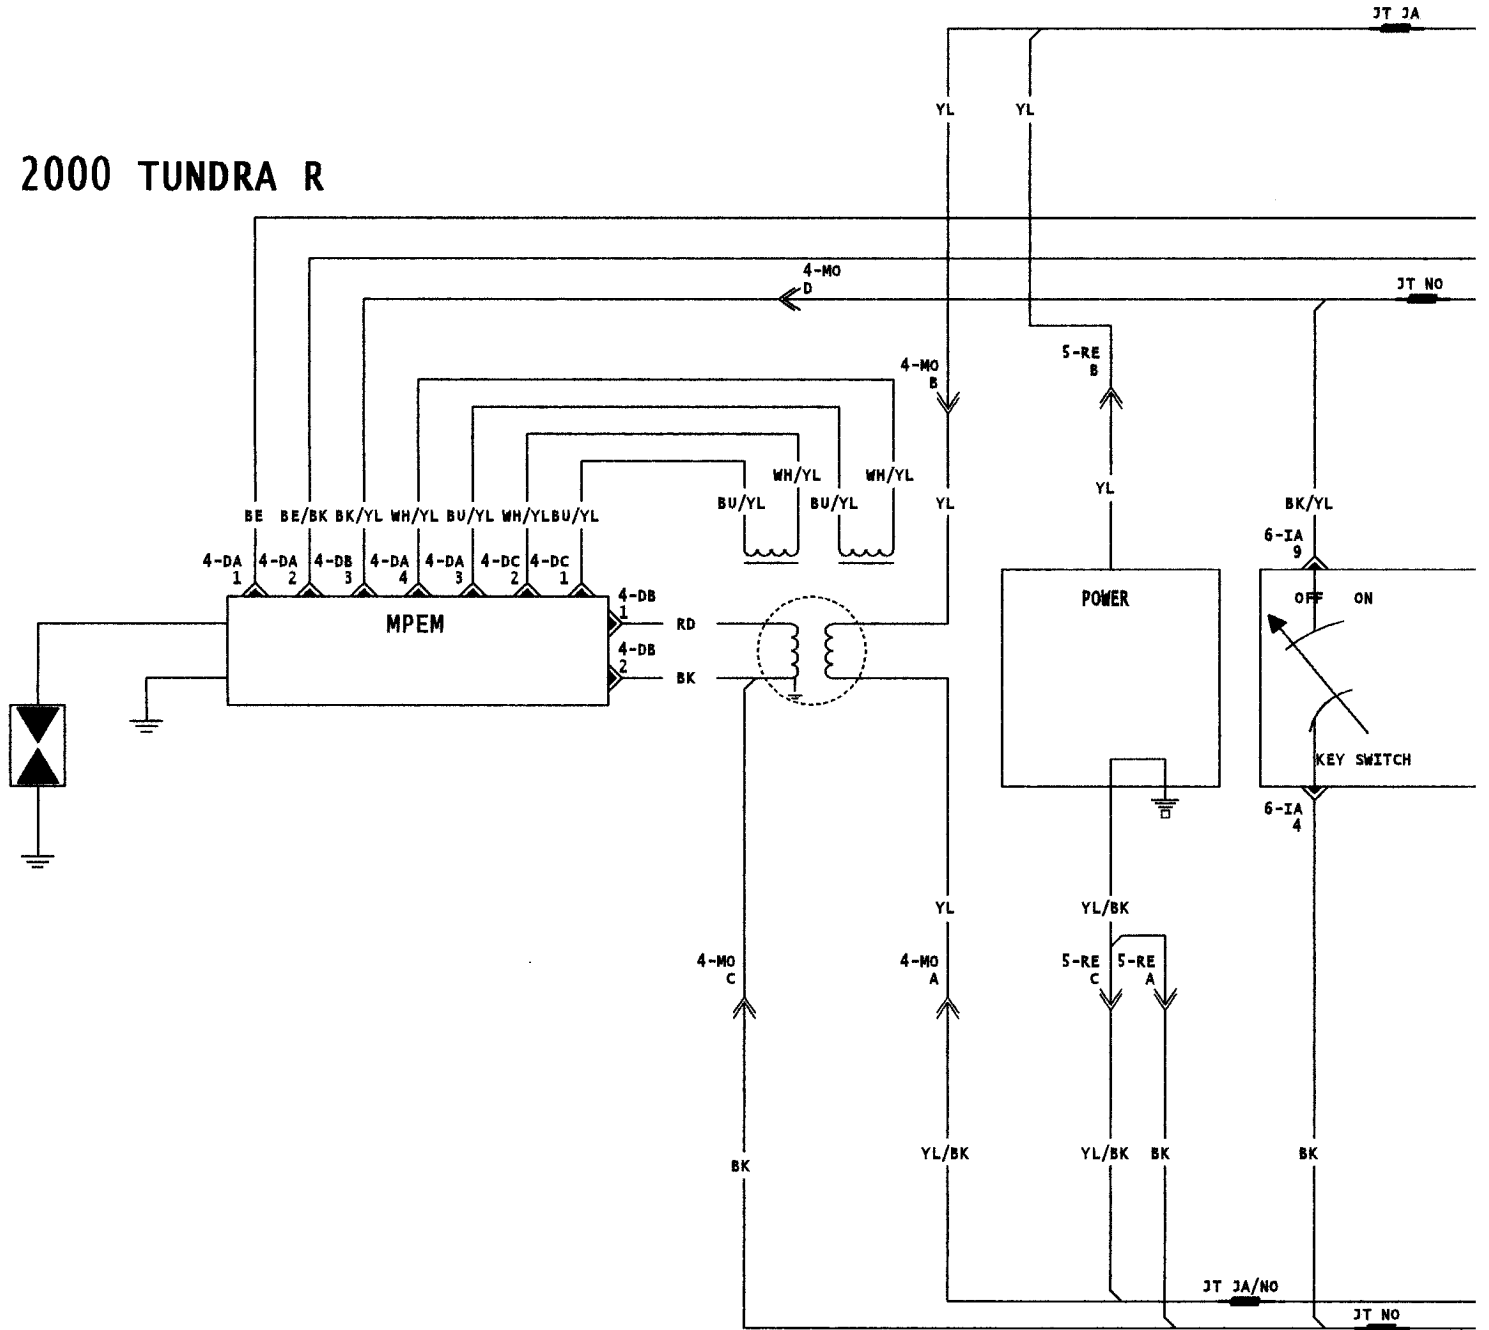 JT JA
YL YL
2000 TUNDRA R
4-MO
D
JT NO
5-RE
B
4-MO
B
WH/YL WH/YL
BU/YL BU/YL YL
YL
BK/YL
BE BE/BK BK/YL WH/YL BU/YL WH/YL BU/YL
6-IA
9
4-DA 4-DA 4-DB 4-DA 4-DA 4-DC 4-DC
1 2 3 4 3 2 1
4-DB
1
MPEM
RD
POWER
OFF ON
4-DB
2
BK
KEY SWITCH
6-IA
4
YL YL/BK
4-MO 4-MO 5-RE 5-RE
C A C A
BK YL/BK YL/BK BK BK
JT JA/NO
JT NO